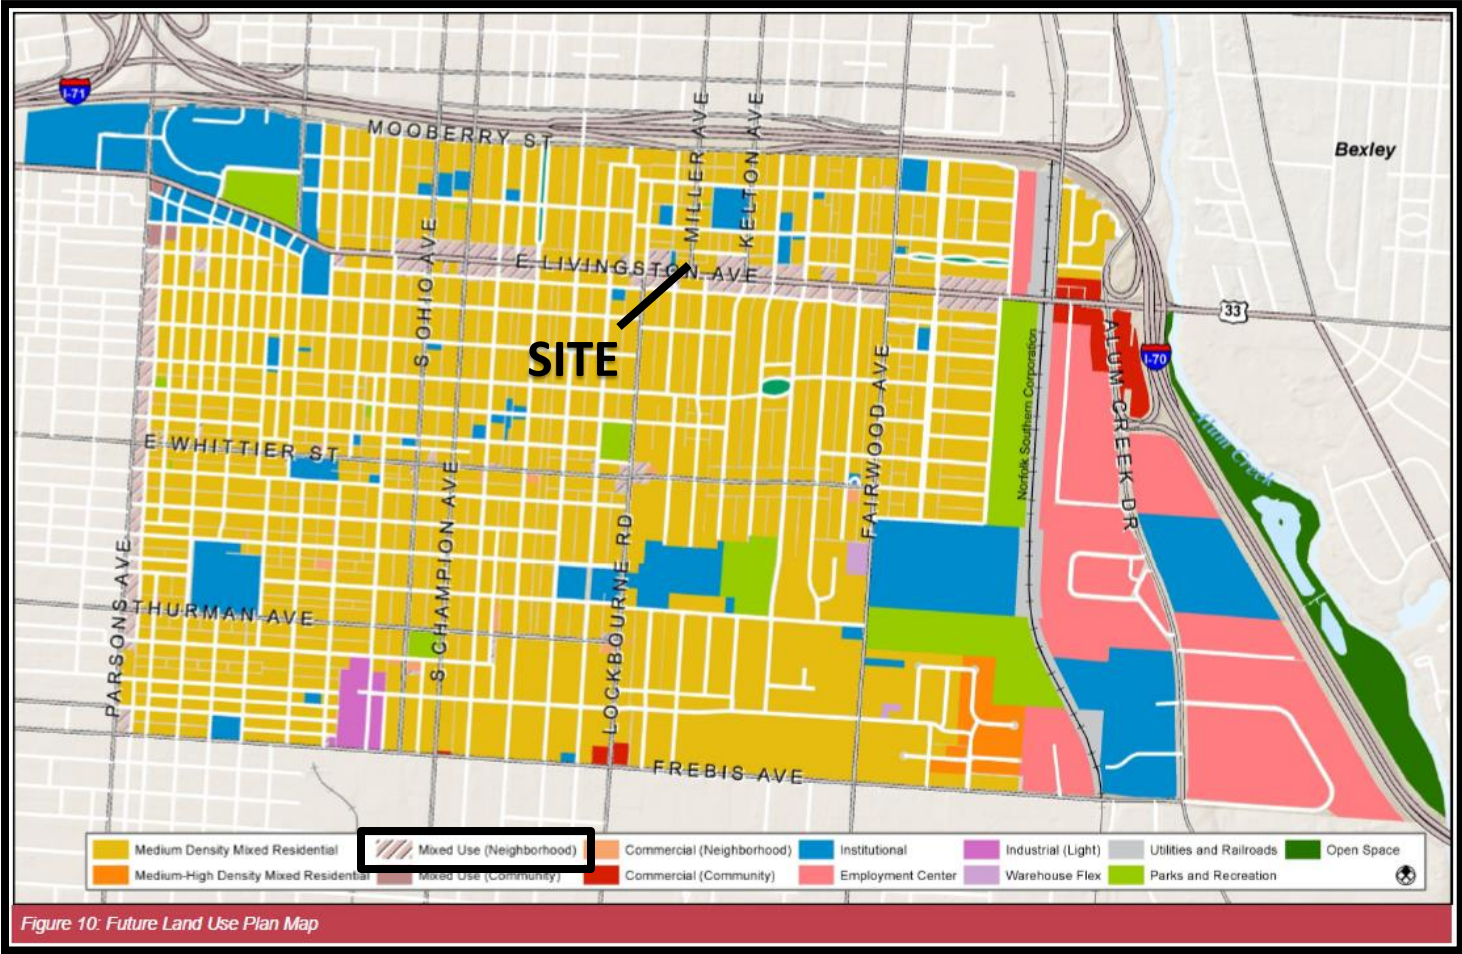 I-71
MOOBERRY ST
MILLER AVE
KELTON AVE
Bexley
S OHIO AVE
E LIVINGSTON AVE
33
SITE
I-70
ALUM CREEK DR
Norfolk Southern Corporation
FAIRWOOD AVE
Alum Creek
E WHITTIER ST
S CHAMPION AVE
LOCKBOURNE RD
PARSONS AVE
THURMAN AVE
FREBIS AVE
Medium Density Mixed Residential
Mixed Use (Neighborhood)
Commercial (Neighborhood)
Institutional
Industrial (Light)
Utilities and Railroads
Open Space
Medium-High Density Mixed Residential
Mixed Use (Community)
Commercial (Community)
Employment Center
Warehouse Flex
Parks and Recreation
Figure 10: Future Land Use Plan Map